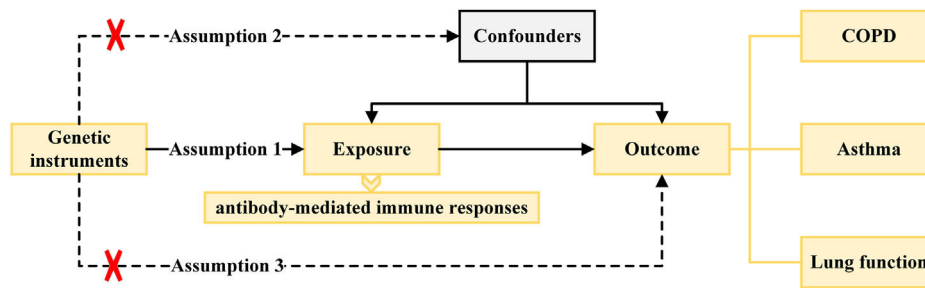 Assumption 2
Confounders
COPD
Genetic
instruments
Assumption 1
Exposure
Outcome
Asthma
antibody-mediated immune responses
Assumption 3
Lung function